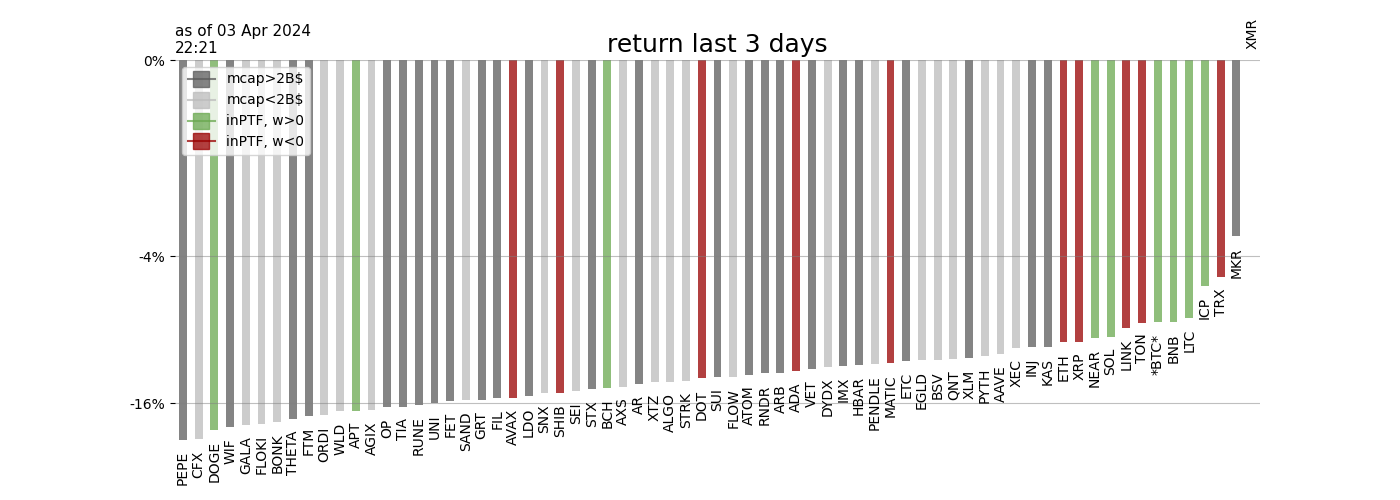 as of 03 Apr 2024
22:21
return last 3 days
XMR
0%
mcap>2B$
mcap<2B$
inPTF, w>0
inPTF, w<0
-4%
-16%
PEPE
CFX
DOGE
WIF
GALA
FLOKI
BONK
THETA
FTM
ORDI
WLD
APT
AGIX
OP
TIA
RUNE
UNI
FET
SAND
GRT
FIL
AVAX
LDO
SNX
SHIB
SEI
STX
BCH
AXS
AR
XTZ
ALGO
STRK
DOT
SUI
FLOW
ATOM
RNDR
ARB
ADA
VET
DYDX
IMX
HBAR
PENDLE
MATIC
ETC
EGLD
BSV
QNT
XLM
PYTH
AAVE
XEC
INJ
KAS
ETH
XRP
NEAR
SOL
LINK
TON
*BTC*
BNB
LTC
ICP
TRX
MKR